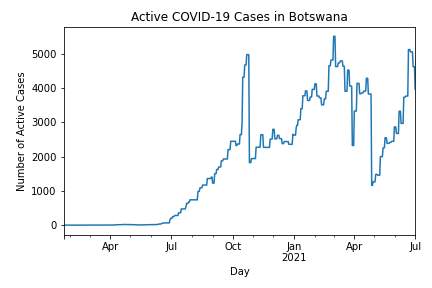 Active COVID-19 Cases in Botswana
Number of Active Cases
5000
4000
3000
2000
1000
0
Apr Jul Oct Jan Apr Jul
2021
Day